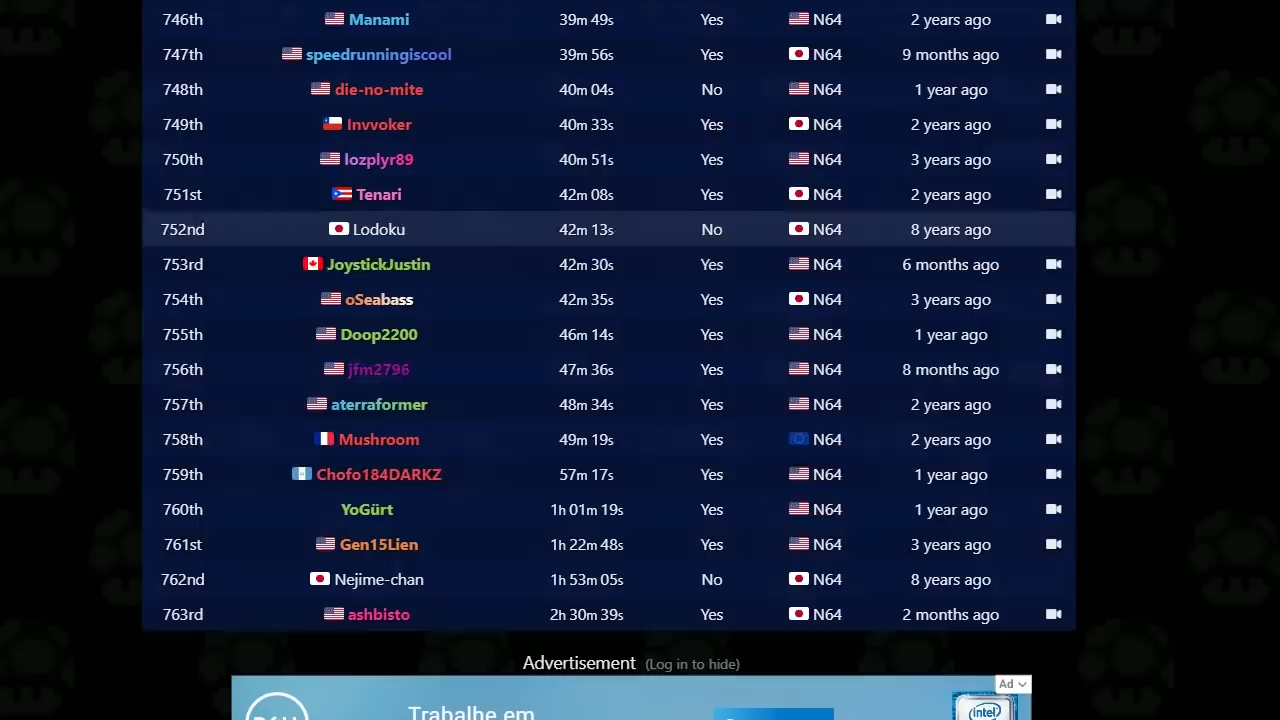 746th Manami 39m 49s Yes N64 2 years ago
747th speedrunningiscool 39m 56s Yes N64 9 months ago
748th die-no-mite 40m 04s No N64 1 year ago
749th Invvoker 40m 33s Yes N64 2 years ago
750th lozplyr89 40m 51s Yes N64 3 years ago
751st Tenari 42m 08s Yes N64 2 years ago
752nd Lodoku 42m 13s No N64 8 years ago
753rd JoystickJustin 42m 30s Yes N64 6 months ago
754th oSeabass 42m 35s Yes N64 3 years ago
755th Doop2200 46m 14s Yes N64 1 year ago
756th jfm2796 47m 36s Yes N64 8 months ago
757th aterraformer 48m 34s Yes N64 2 years ago
758th Mushroom 49m 19s Yes N64 2 years ago
759th Chofo184DARKZ 57m 17s Yes N64 1 year ago
760th YoGürt 1h 01m 19s Yes N64 1 year ago
761st Gen15Lien 1h 22m 48s Yes N64 3 years ago
762nd Nejime-chan 1h 53m 05s No N64 8 years ago
763rd ashbisto 2h 30m 39s Yes N64 2 months ago
Advertisement (Log in to hide)
Ad
Trabalhe em
intel